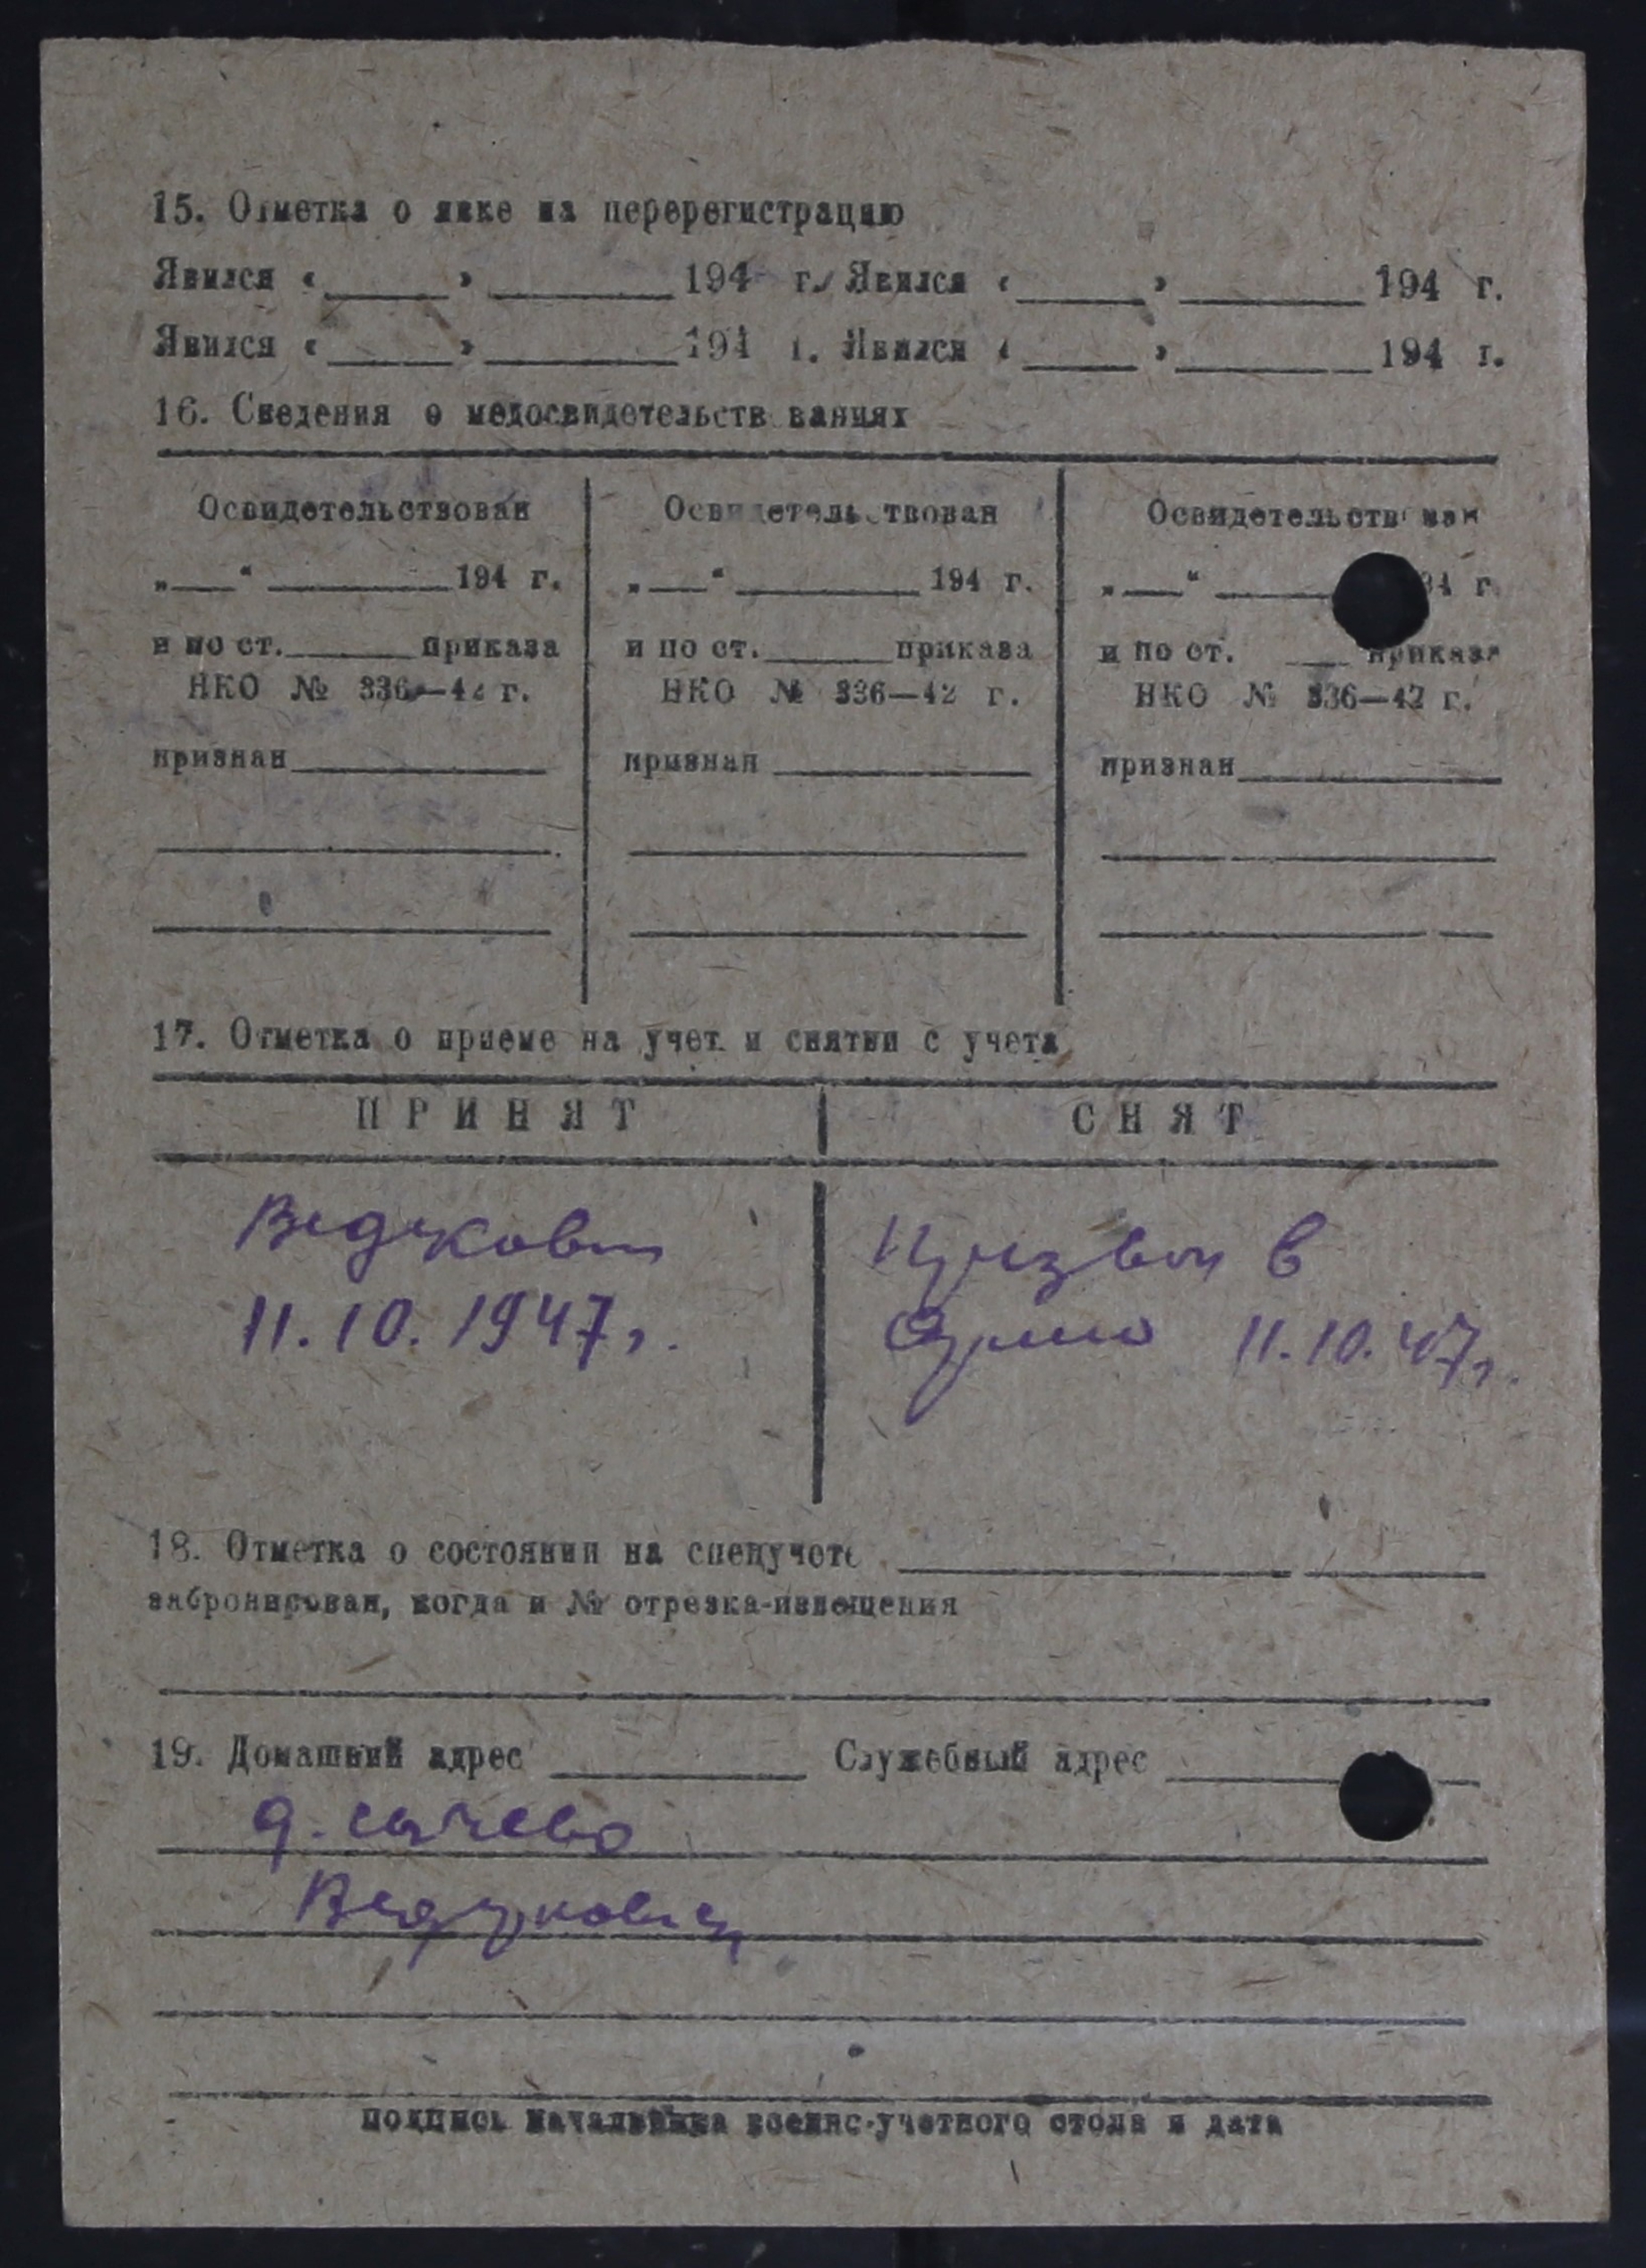 15. Отметка о явке на перерегистрацию
Явился « » 194 г. Явился « » 194 г.
Явился « » 194 г. Явился « » 194 г.
16. Сведения о медосвидетельств ваниях
Освидетельствован
„ “ 194 г.
и по ст. приказа
НКО № 336—42 г.
признан
Освидетельствован
„ “ 194 г.
и по ст. приказа
НКО № 336—42 г.
признан
Освидетельствован
„ “ 194 г.
и по ст. приказа
НКО № 336—42 г.
признан
17. Отметка о приеме на учет и снятии с учета
ПРИНЯТ
СНЯТ
11.10.1947 г.
Призван в
Армию 11.10.47 г.
18. Отметка о состоянии на спецучете
забронирован, когда и № отрезка-извещения
19. Домашний адрес Служебный адрес
д.
подпись начальника военно-учетного стола и дата